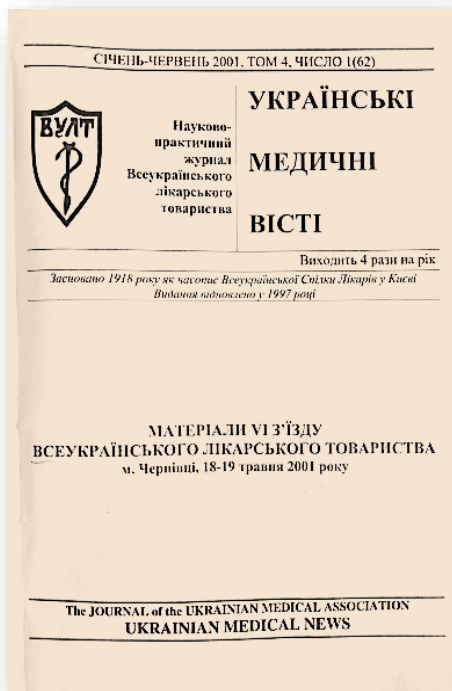 СІЧЕНЬ-ЧЕРВЕНЬ 2001, ТОМ 4, ЧИСЛО 1(62)
ВУЛТ
Науково-
практичний
журнал
Всеукраїнського
лікарського
товариства
УКРАЇНСЬКІ
МЕДИЧНІ
ВІСТІ
Виходить 4 рази на рік
Засновано 1918 року як часопис Всеукраїнської Спілки Лікарів у Києві
Видання відновлено у 1997 році
МАТЕРІАЛИ VI З'ЇЗДУ
ВСЕУКРАЇНСЬКОГО ЛІКАРСЬКОГО ТОВАРИСТВА
м. Чернівці, 18-19 травня 2001 року
The JOURNAL of the UKRAINIAN MEDICAL ASSOCIATION
UKRAINIAN MEDICAL NEWS